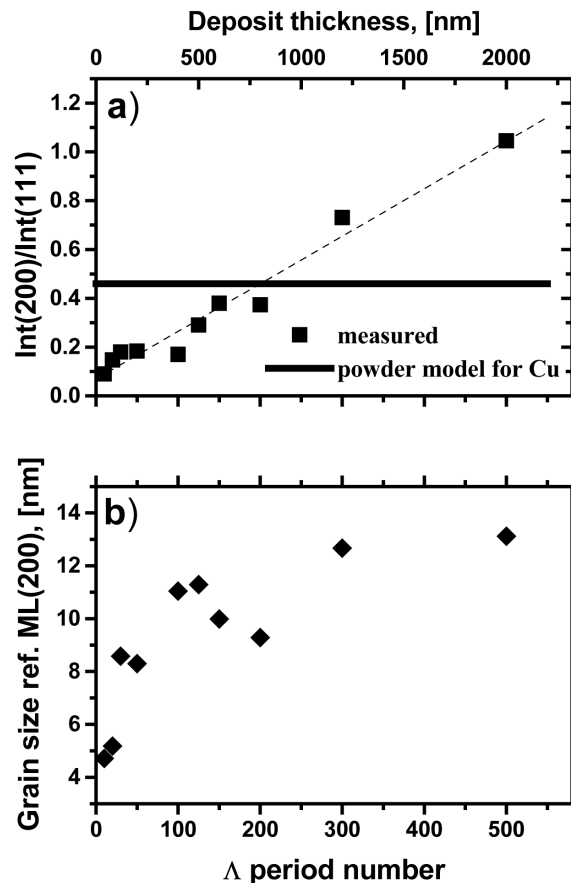 Deposit thickness, [nm]
0 500 1000 1500 2000
a)
Int(200)/Int(111)
1.2
1.0
0.8
0.6
0.4
0.2
0.0
measured
powder model for Cu
b)
Grain size ref. ML(200), [nm]
14
12
10
8
6
4
0 100 200 300 400 500
Λ period number